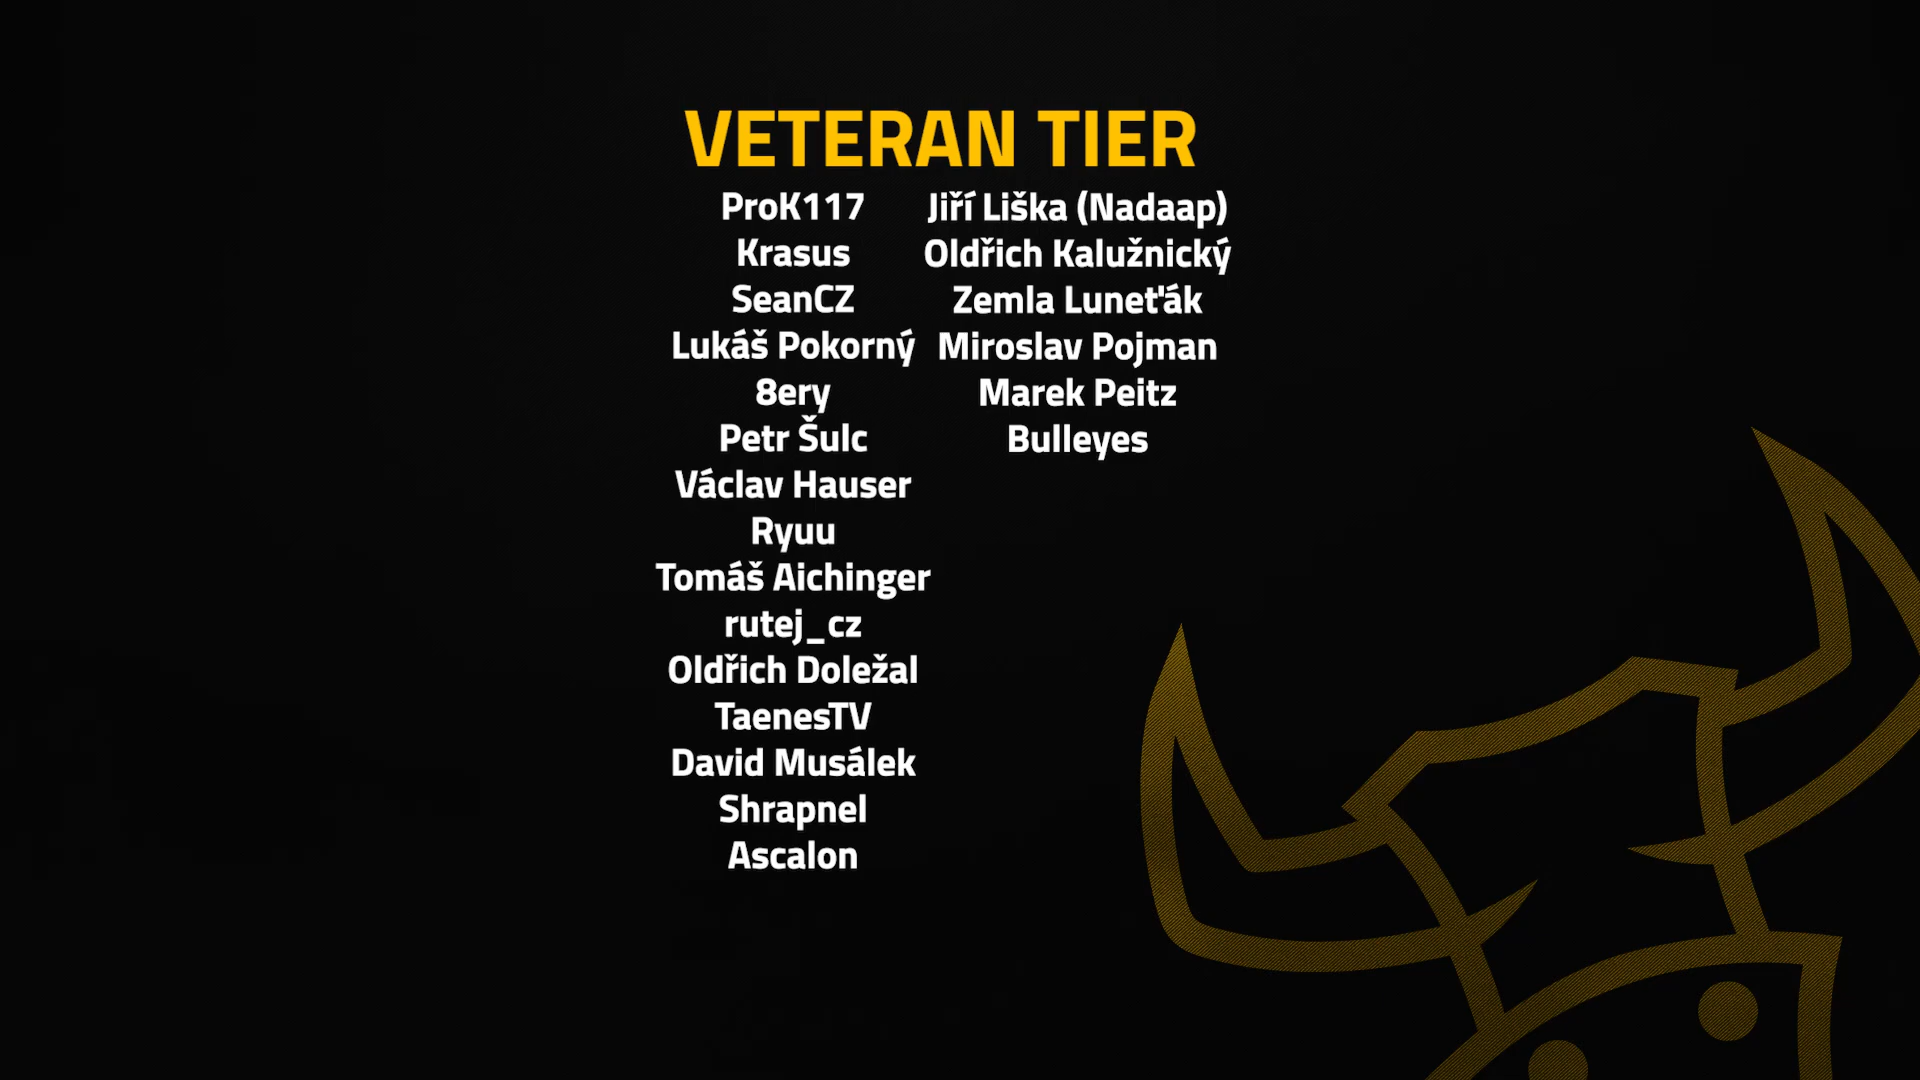 VETERAN TIER
ProK117
Krasus
SeanCZ
Lukáš Pokorný
8ery
Petr Šulc
Václav Hauser
Ryuu
Tomáš Aichinger
rutej_cz
Oldřich Doležal
TaenesTV
David Musálek
Shrapnel
Ascalon
Jiří Liška (Nadaap)
Oldřich Kalužnický
Zemla Luneťák
Miroslav Pojman
Marek Peitz
Bulleyes